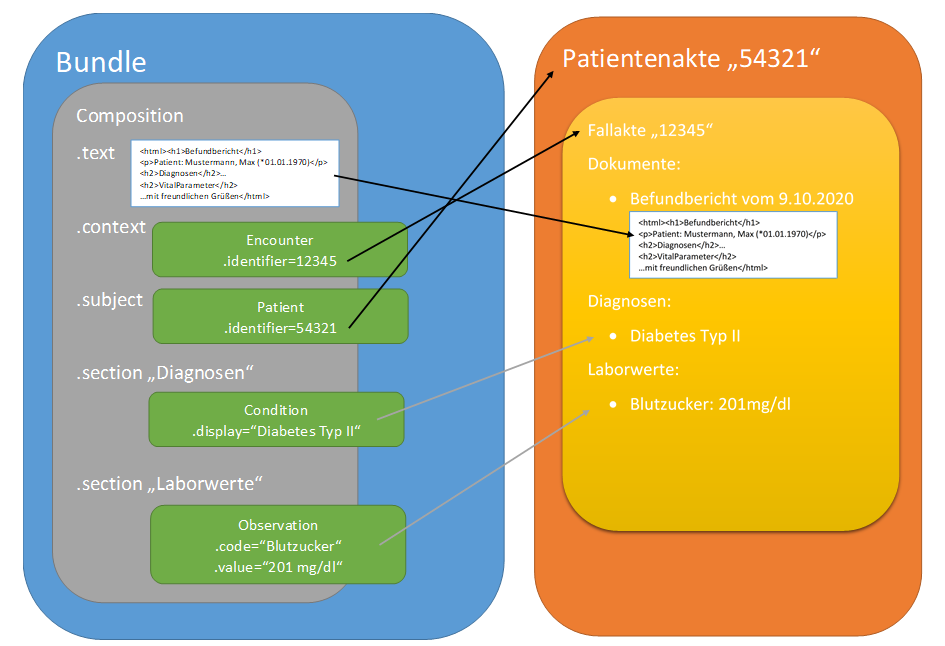 Bundle
Composition
.text
<html><h1>Befundbericht</h1>
<p>Patient: Mustermann, Max (*01.01.1970)</p>
<h2>Diagnosen</h2>...
<h2>VitalParameter</h2>
...mit freundlichen Grüßen</html>
.context
Encounter
.identifier=12345
.subject
Patient
.identifier=54321
.section „Diagnosen“
Condition
.display=“Diabetes Typ II“
.section „Laborwerte“
Observation
.code=“Blutzucker“
.value=“201 mg/dl“
Patientenakte „54321“
Fallakte „12345“
Dokumente:
• Befundbericht vom 9.10.2020
<html><h1>Befundbericht</h1>
<p>Patient: Mustermann, Max (*01.01.1970)</p>
<h2>Diagnosen</h2>...
<h2>VitalParameter</h2>
...mit freundlichen Grüßen</html>
Diagnosen:
• Diabetes Typ II
Laborwerte:
• Blutzucker: 201mg/dl